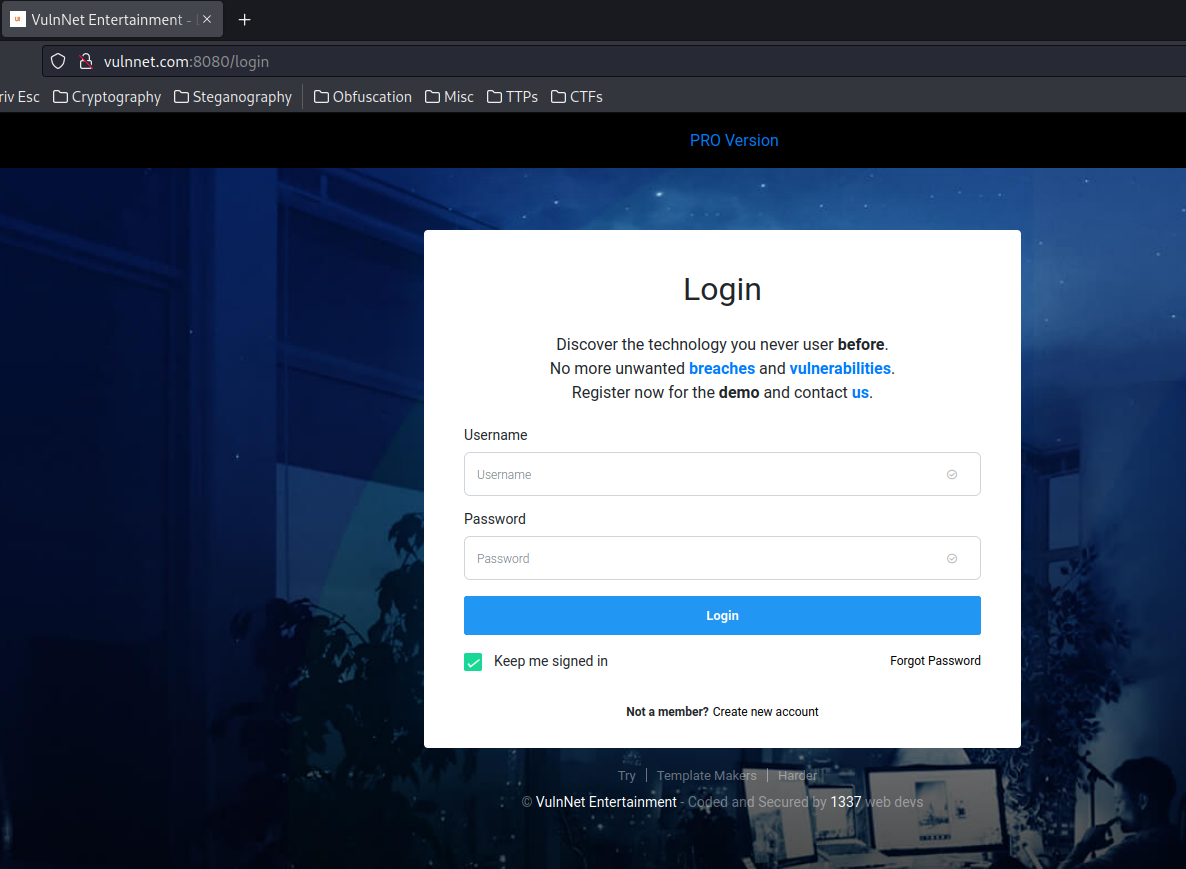 VulnNet Entertainment -
vulnnet.com:8080/login
riv Esc Cryptography Steganography Obfuscation Misc TTPs CTFs
PRO Version
Login
Discover the technology you never user before.
No more unwanted breaches and vulnerabilities.
Register now for the demo and contact us.
Username
Username
Password
Password
Login
Keep me signed in Forgot Password
Not a member? Create new account
Try Template Makers Harder
© VulnNet Entertainment - Coded and Secured by 1337 web devs